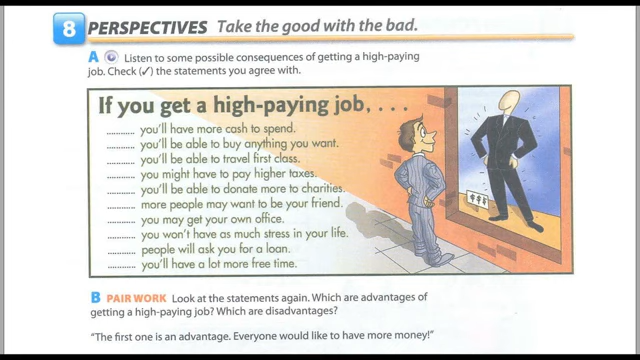 8 PERSPECTIVES Take the good with the bad.
A Listen to some possible consequences of getting a high-paying
job. Check (✓) the statements you agree with.
If you get a high-paying job, . . .
............ you'll have more cash to spend.
............ you'll be able to buy anything you want.
............ you'll be able to travel first class.
............ you might have to pay higher taxes.
............ you'll be able to donate more to charities.
............ more people may want to be your friend.
............ you may get your own office.
............ you won't have as much stress in your life.
............ people will ask you for a loan.
............ you'll have a lot more free time.
$$$
B PAIR WORK Look at the statements again. Which are advantages of
getting a high-paying job? Which are disadvantages?
"The first one is an advantage. Everyone would like to have more money!"